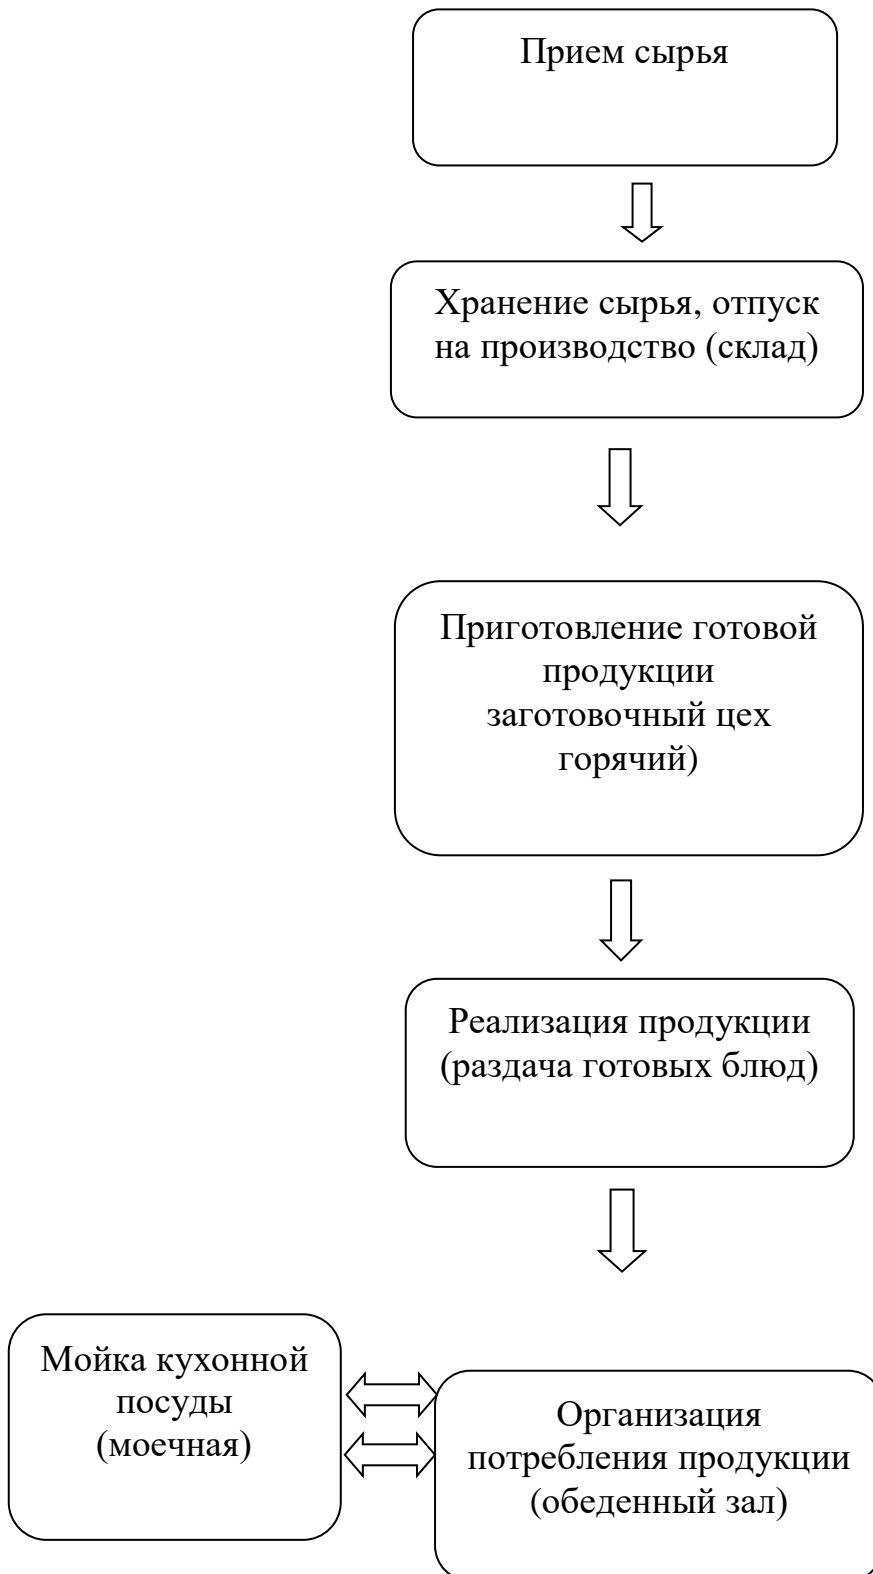 Прием сырья
Хранение сырья, отпуск
на производство (склад)
Приготовление готовой
продукции
заготовочный цех
горячий)
Реализация продукции
(раздача готовых блюд)
Мойка кухонной
посуды
(моечная)
Организация
потребления продукции
(обеденный зал)